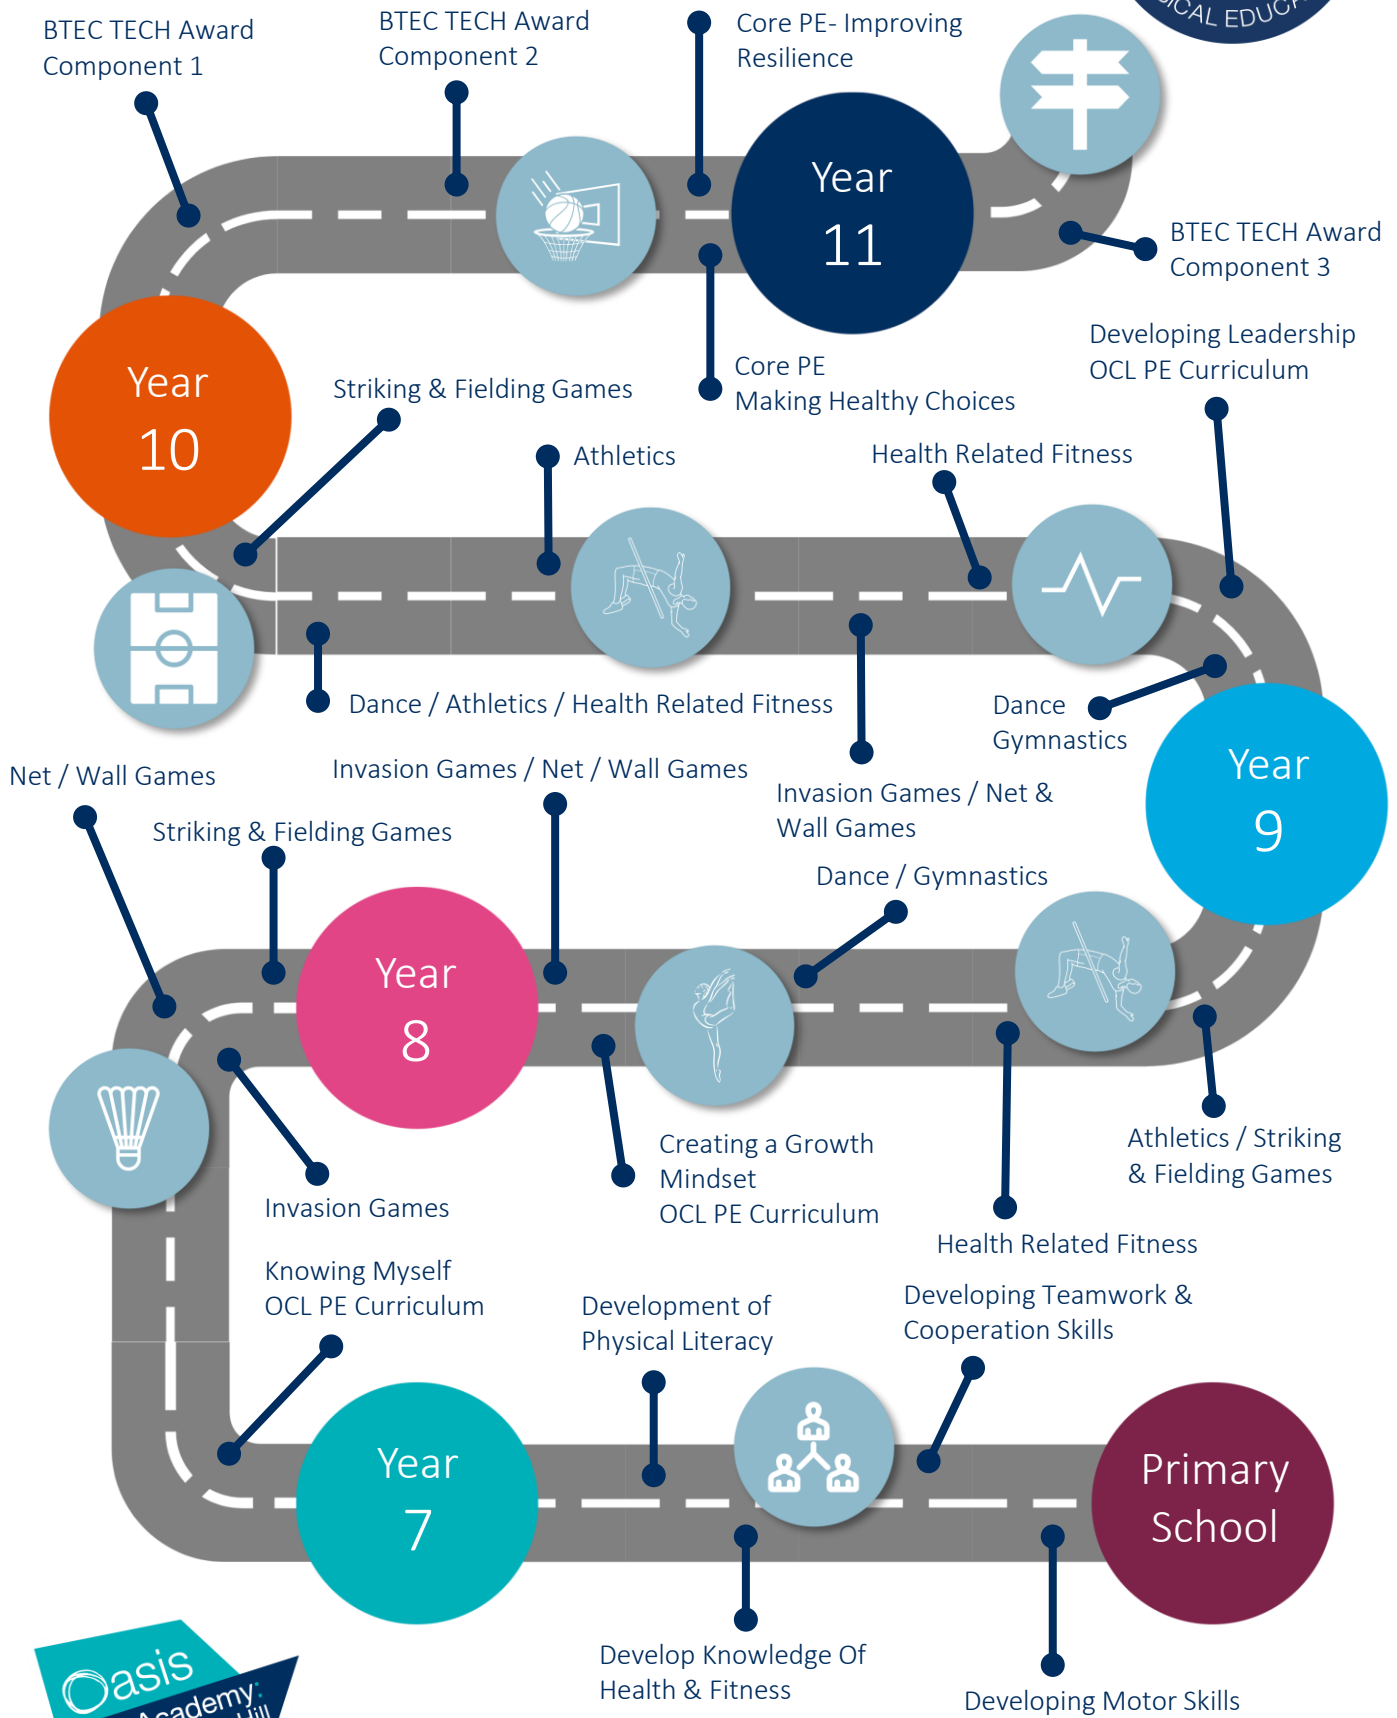 BTEC TECH Award
Component 1
BTEC TECH Award
Component 2
Core PE- Improving
Resilience
Year
11
BTEC TECH Award
Component 3
Developing Leadership
OCL PE Curriculum
Core PE
Making Healthy Choices
Year
10
Striking & Fielding Games
Athletics
Health Related Fitness
Dance / Athletics / Health Related Fitness
Dance
Gymnastics
Year
9
Net / Wall Games
Invasion Games / Net / Wall Games
Invasion Games / Net &
Wall Games
Striking & Fielding Games
Dance / Gymnastics
Year
8
Creating a Growth
Mindset
OCL PE Curriculum
Athletics / Striking
& Fielding Games
Invasion Games
Health Related Fitness
Knowing Myself
OCL PE Curriculum
Development of
Physical Literacy
Developing Teamwork &
Cooperation Skills
Year
7
Primary
School
Develop Knowledge Of
Health & Fitness
Developing Motor Skills
Oasis
Academy:
Hill